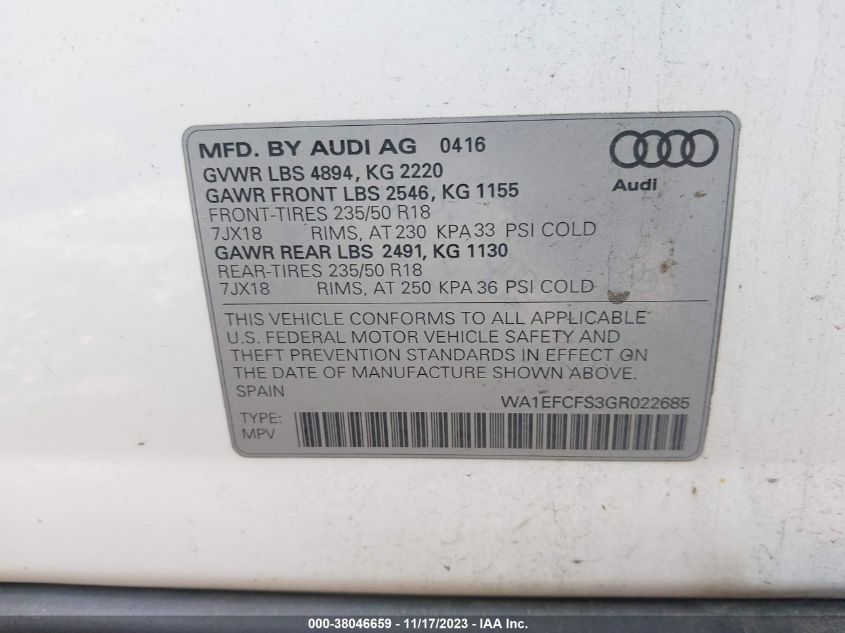 MFD. BY AUDI AG 0416
GVWR LBS 4894, KG 2220
GAWR FRONT LBS 2546, KG 1155
FRONT-TIRES 235/50 R18
7JX18 RIMS, AT 230 KPA 33 PSI COLD
GAWR REAR LBS 2491, KG 1130
REAR-TIRES 235/50 R18
7JX18 RIMS, AT 250 KPA 36 PSI COLD
Audi
THIS VEHICLE CONFORMS TO ALL APPLICABLE
U.S. FEDERAL MOTOR VEHICLE SAFETY AND
THEFT PREVENTION STANDARDS IN EFFECT ON
THE DATE OF MANUFACTURE SHOWN ABOVE.
SPAIN
WA1EFCFS3GR022685
TYPE:
MPV
000-38046659 - 11/17/2023 - © IAA Inc.